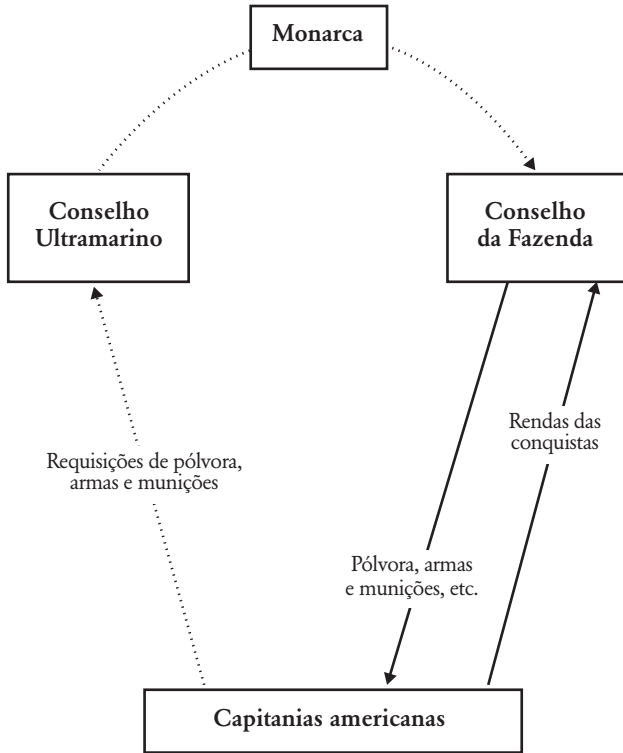 Monarca
Conselho
Ultramarino
Conselho
da Fazenda
Rendas das
conquistas
Requisições de pólvora,
armas e munições
Pólvora, armas
e munições, etc.
Capitanias americanas